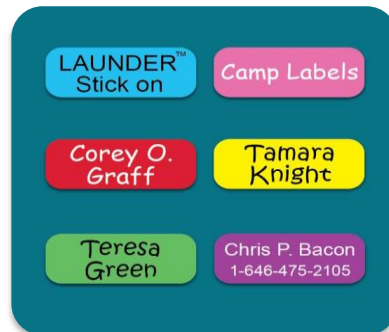 LAUNDER™
Stick on
Camp Labels
Corey O.
Graff
Tamara
Knight
Teresa
Green
Chris P. Bacon
1-646-475-2105